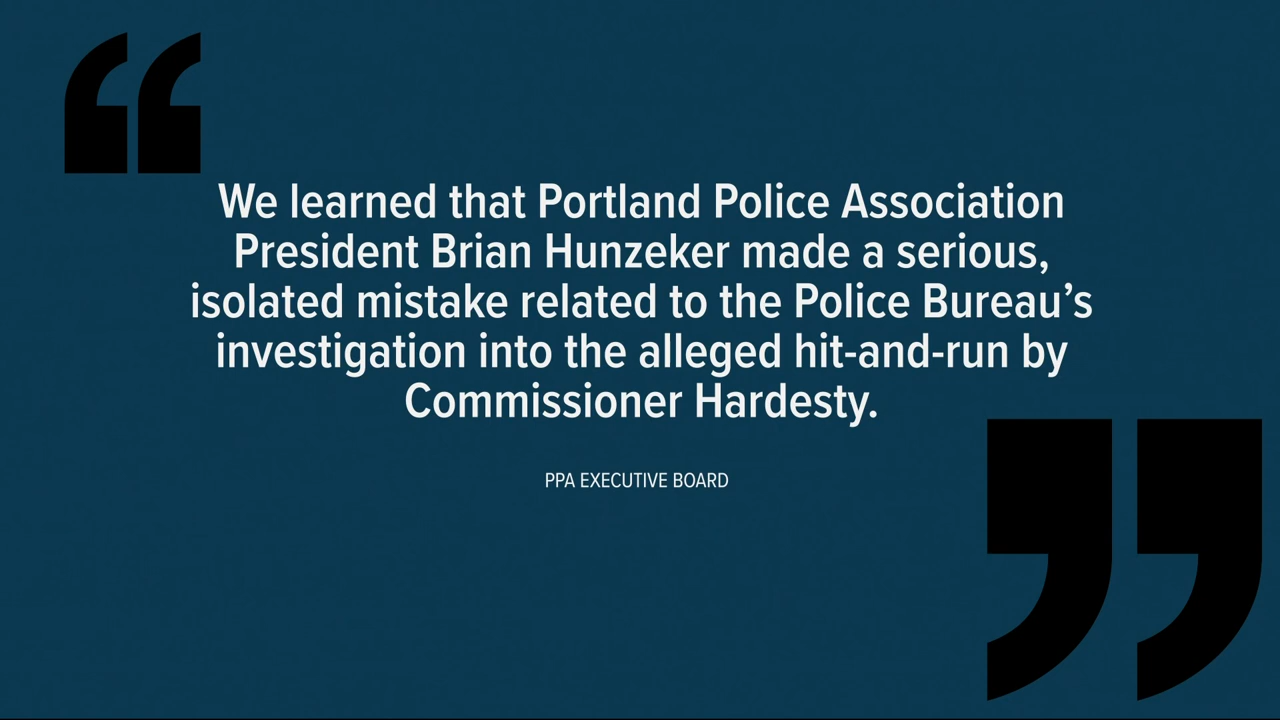 We learned that Portland Police Association
President Brian Hunzeker made a serious,
isolated mistake related to the Police Bureau’s
investigation into the alleged hit-and-run by
Commissioner Hardesty.
PPA EXECUTIVE BOARD